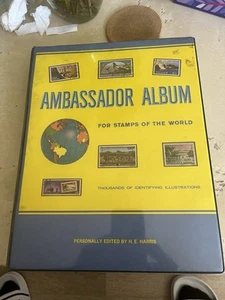 AMBASSADOR ALBUM
FOR STAMPS OF THE WORLD
THOUSANDS OF IDENTIFYING ILLUSTRATIONS
PERSONALLY EDITED BY H. E. HARRIS